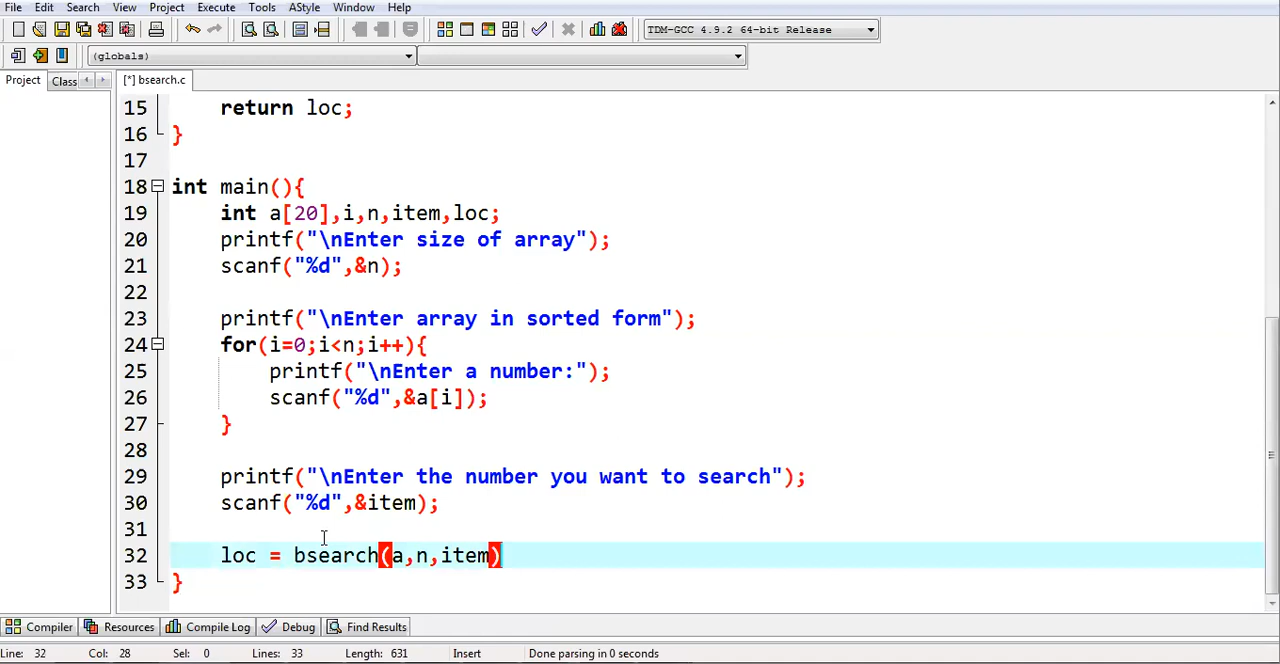 File Edit Search View Project Execute Tools AStyle Window Help
TDM-GCC 4.9.2 64-bit Release
(globals)
Project Class [*] bsearch.c
15 return loc;
16 }
17
18 int main(){
19 int a[20],i,n,item,loc;
20 printf("\nEnter size of array");
21 scanf("%d",&n);
22
23 printf("\nEnter array in sorted form");
24 for(i=0;i<n;i++){
25 printf("\nEnter a number:");
26 scanf("%d",&a[i]);
27 }
28
29 printf("\nEnter the number you want to search");
30 scanf("%d",&item);
31
32 loc = bsearch(a,n,item)
33 }
Compiler Resources Compile Log Debug Find Results
Line: 32 Col: 28 Sel: 0 Lines: 33 Length: 631 Insert Done parsing in 0 seconds